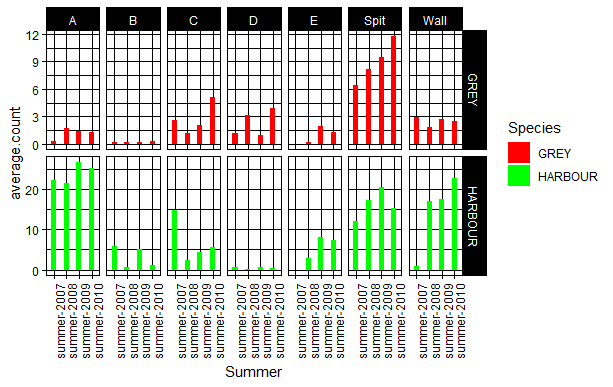 A B C D E Spit Wall
12
9
6
3
0
GREY
average.count
Species
GREY
HARBOUR
20
10
0
HARBOUR
summer-2007 summer-2008 summer-2009 summer-2010 summer-2007 summer-2008 summer-2009 summer-2010 summer-2007 summer-2008 summer-2009 summer-2010 summer-2007 summer-2008 summer-2009 summer-2010 summer-2007 summer-2008 summer-2009 summer-2010 summer-2007 summer-2008 summer-2009 summer-2010 summer-2007 summer-2008 summer-2009 summer-2010
Summer